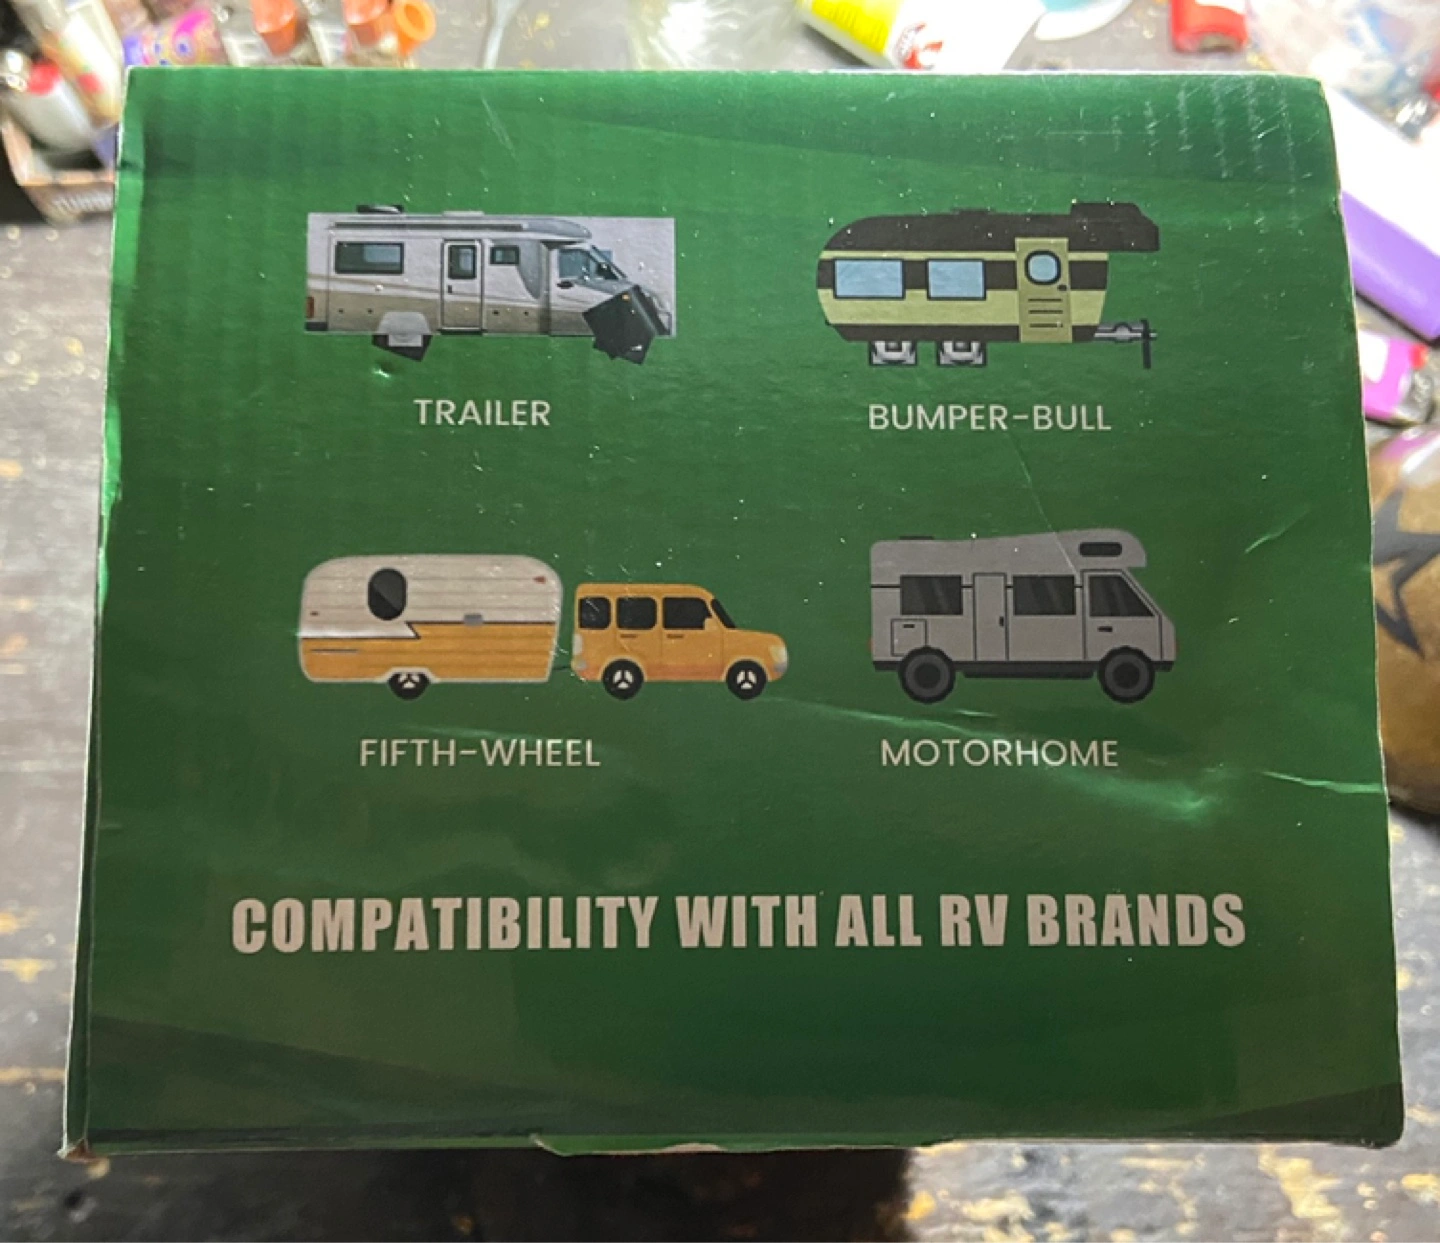 TRAILER
BUMPER-BULL
FIFTH-WHEEL
MOTORHOME
COMPATIBILITY WITH ALL RV BRANDS